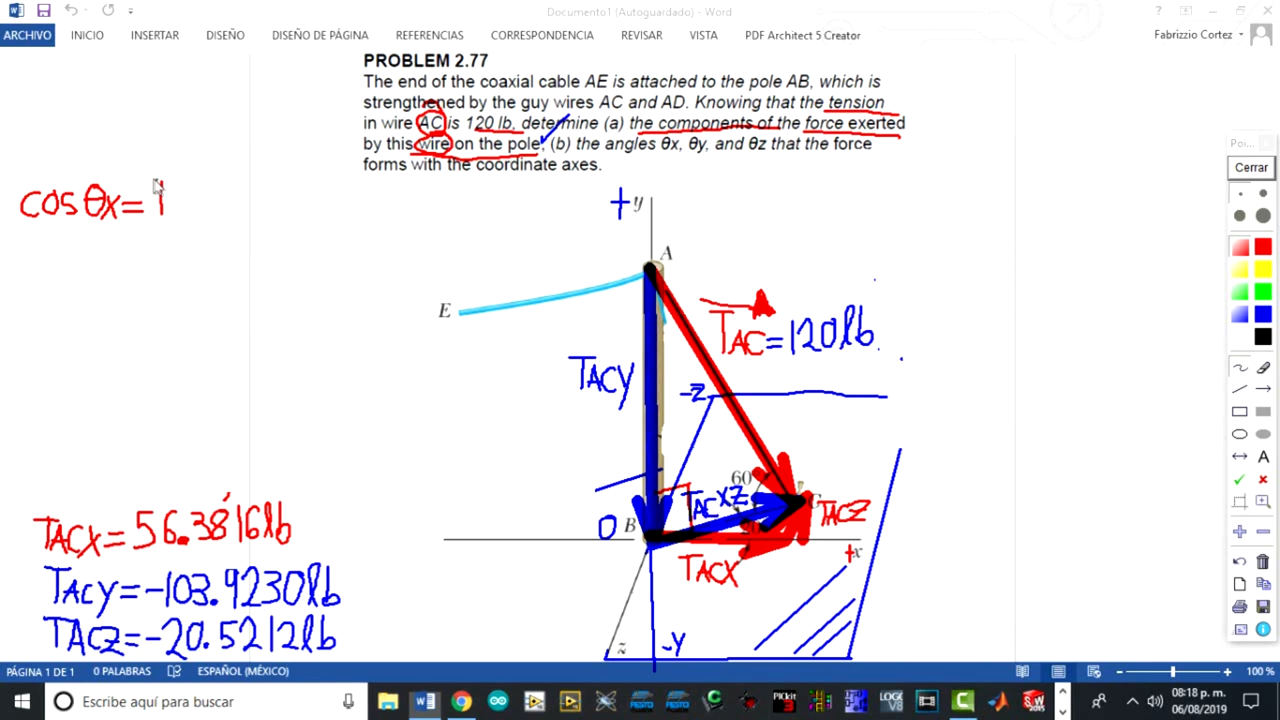 Documento1 (Autoguardado) - Word
ARCHIVO INICIO INSERTAR DISEÑO DISEÑO DE PÁGINA REFERENCIAS CORRESPONDENCIA REVISAR VISTA PDF Architect 5 Creator
Fabrizzio Cortez
PROBLEM 2.77
The end of the coaxial cable AE is attached to the pole AB, which is
strengthened by the guy wires AC and AD. Knowing that the tension
in wire AC is 120 lb, determine (a) the components of the force exerted
by this wire on the pole, (b) the angles θx, θy, and θz that the force
forms with the coordinate axes.
Cerrar
cos θx=
+y
A
E
TAC=120lb.
TACY
-Z
60
TACXZ
C
TACZ
O
B
+x
TACX
TACX=56.3816lb
TACY=-103.9230lb
TACZ=-20.5212lb
z
-Y
PÁGINA 1 DE 1 0 PALABRAS ESPAÑOL (MÉXICO)
100 %
Escribe aquí para buscar
08:18 p. m.
06/08/2019